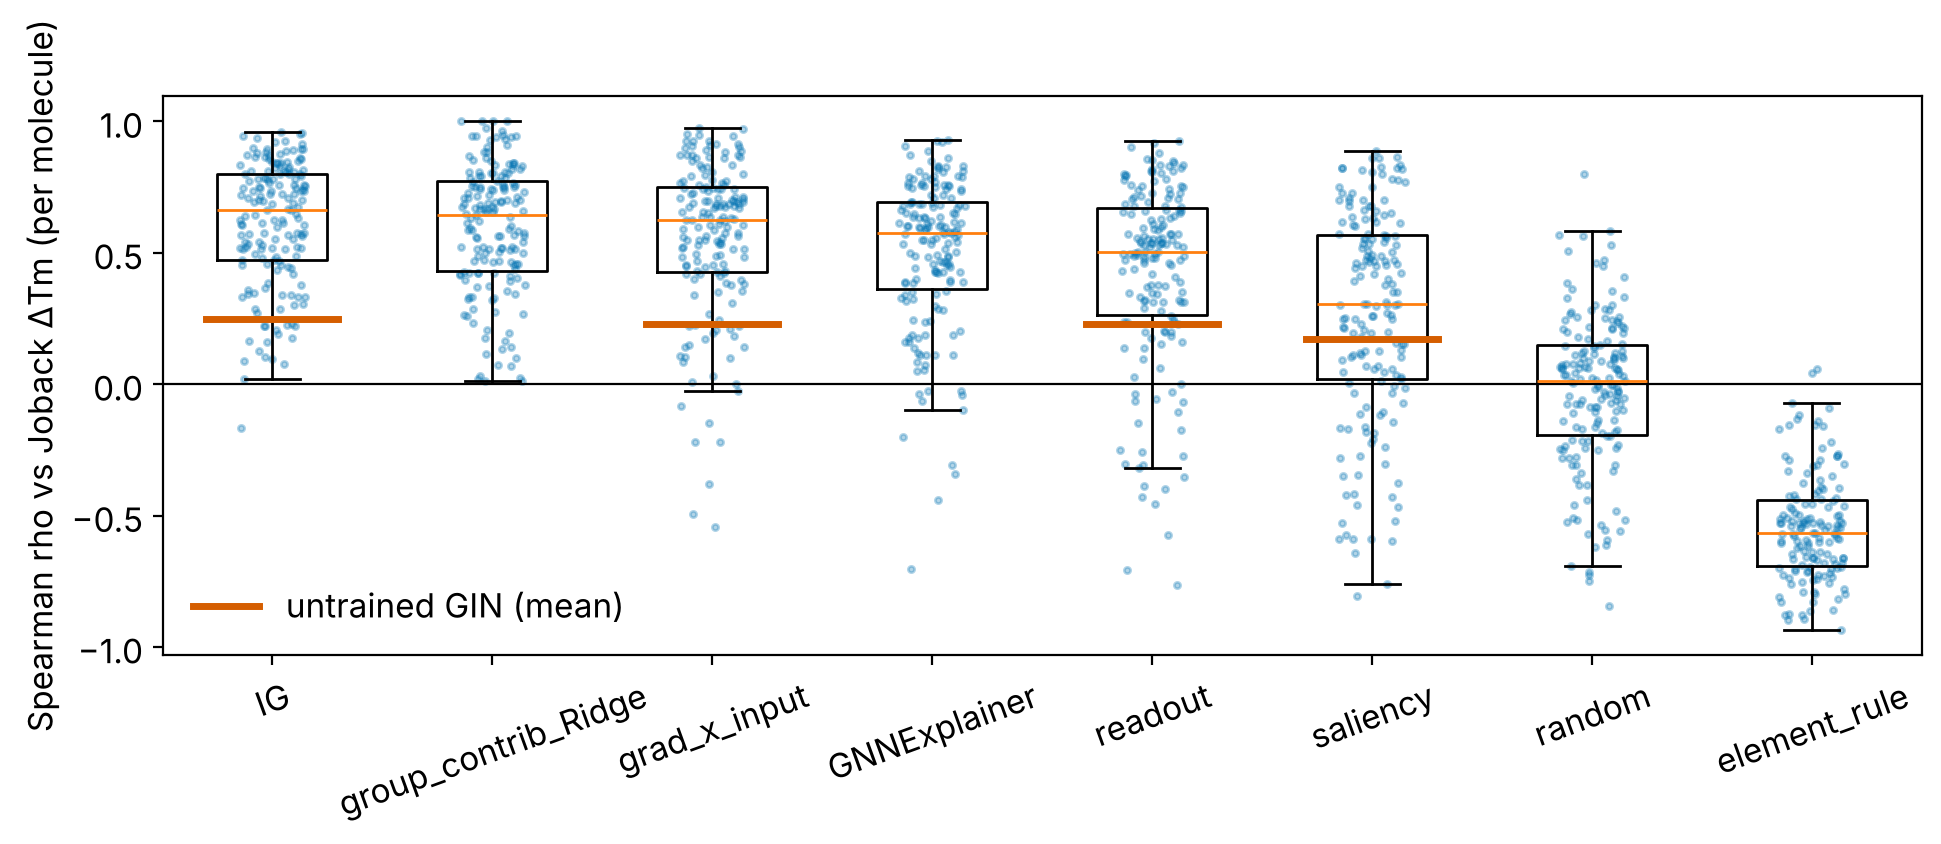 Spearman rho vs Joback ΔTm (per molecule)
1.0
0.5
0.0
−0.5
−1.0
untrained GIN (mean)
IG
group_contrib_Ridge
grad_x_input
GNNExplainer
readout
saliency
random
element_rule